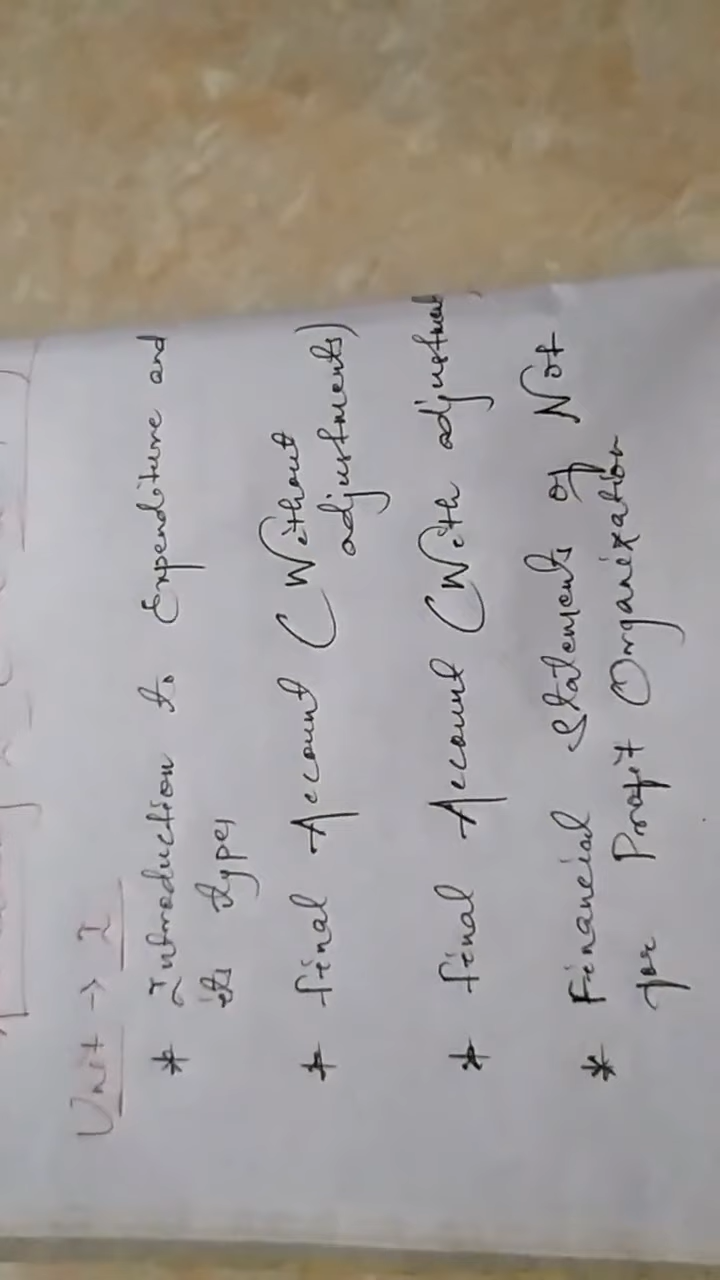 Unit → I
* Introduction to Expenditure and
its types
* Final Account (Without
adjustments)
* Final Account (With
* Financial Statements of Not
for Profit Organization